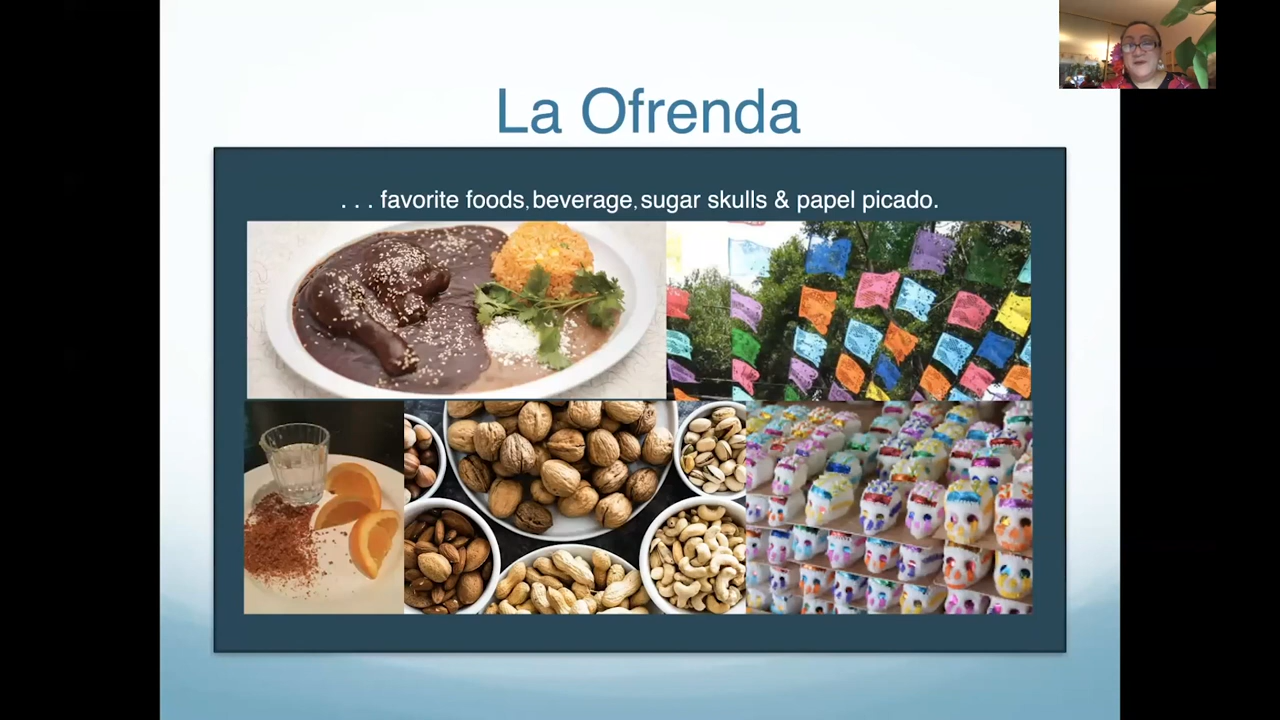 La Ofrenda
. . . favorite foods, beverage, sugar skulls & papel picado.